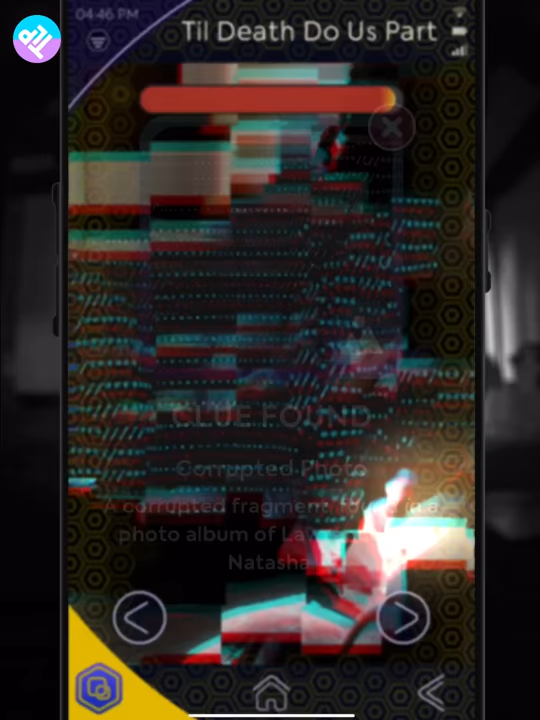 04:46 PM
Til Death Do Us Part
CLUE FOUND
Corrupted Photo
A corrupted fragment found in a
photo album of
Natasha